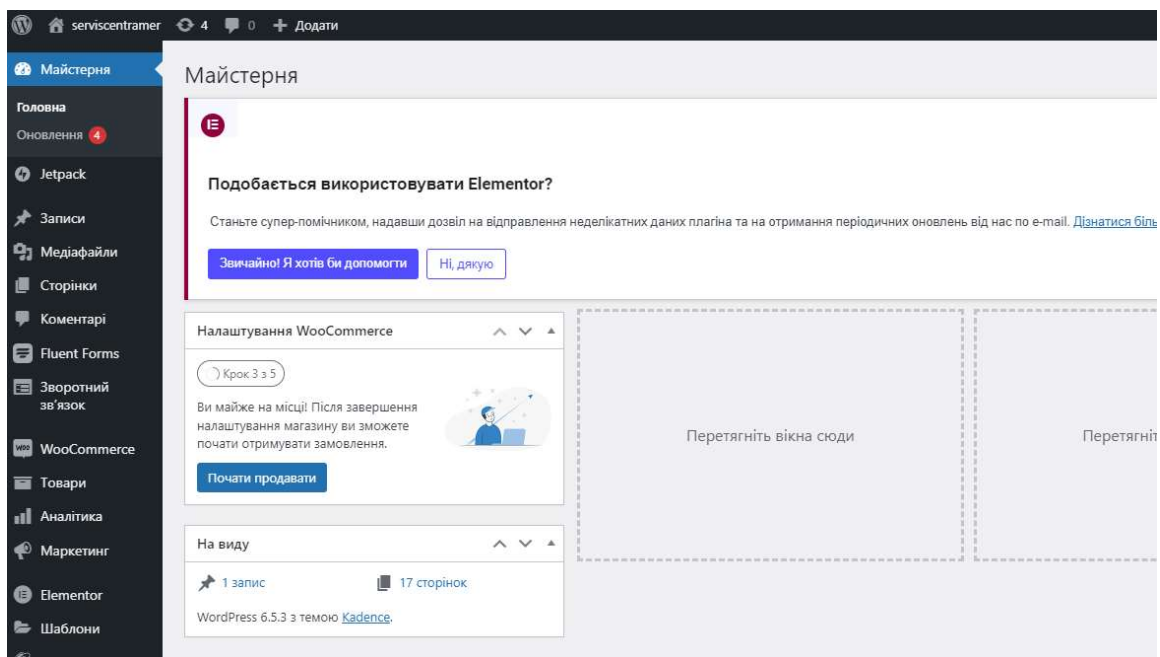 serviscentramer 4 0 Додати
Майстерня
Головна
Оновлення 4
Jetpack
Записи
Медіафайли
Сторінки
Коментарі
Fluent Forms
Зворотний
зв'язок
WooCommerce
Товари
Аналітика
Маркетинг
Elementor
Шаблони
Майстерня
Подобається використовувати Elementor?
Станьте супер-помічником, надавши дозвіл на відправлення неделікатних даних плагіна та на отримання періодичних оновлень від нас по e-mail. Дізнатися біль
Звичайно! Я хотів би допомогти
Ні, дякую
Налаштування WooCommerce
Крок 3 з 5
Ви майже на місці! Після завершення
налаштування магазину ви зможете
почати отримувати замовлення.
Почати продавати
На виду
1 запис
17 сторінок
WordPress 6.5.3 з темою Kadence.
Перетягніть вікна сюди
Перетягніт